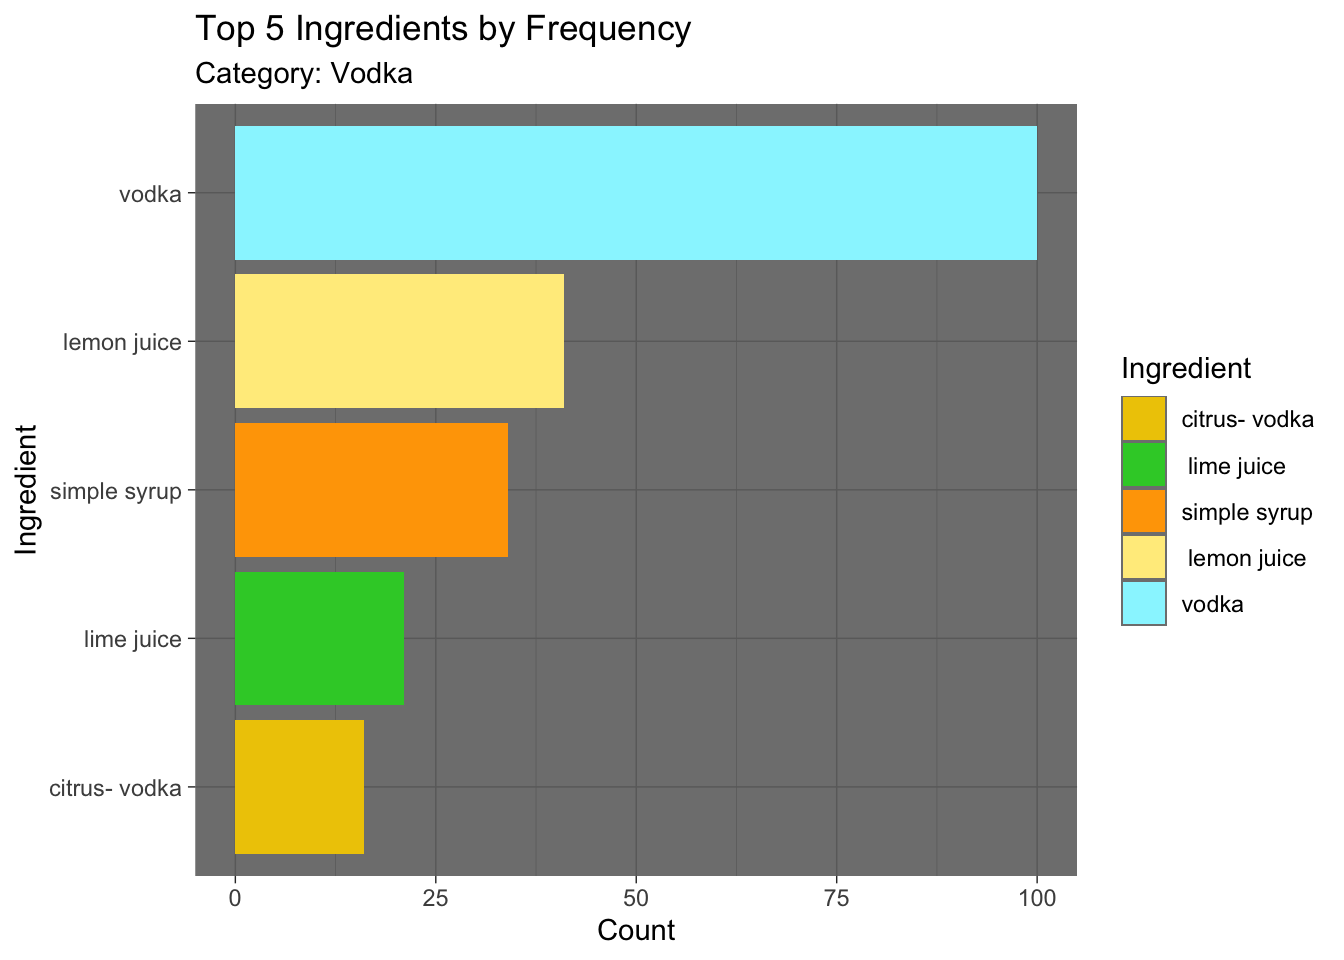 Top 5 Ingredients by Frequency
Category: Vodka
vodka
lemon juice
simple syrup
lime juice
citrus- vodka
Ingredient
0 25 50 75 100
Count
Ingredient
citrus- vodka
lime juice
simple syrup
lemon juice
vodka